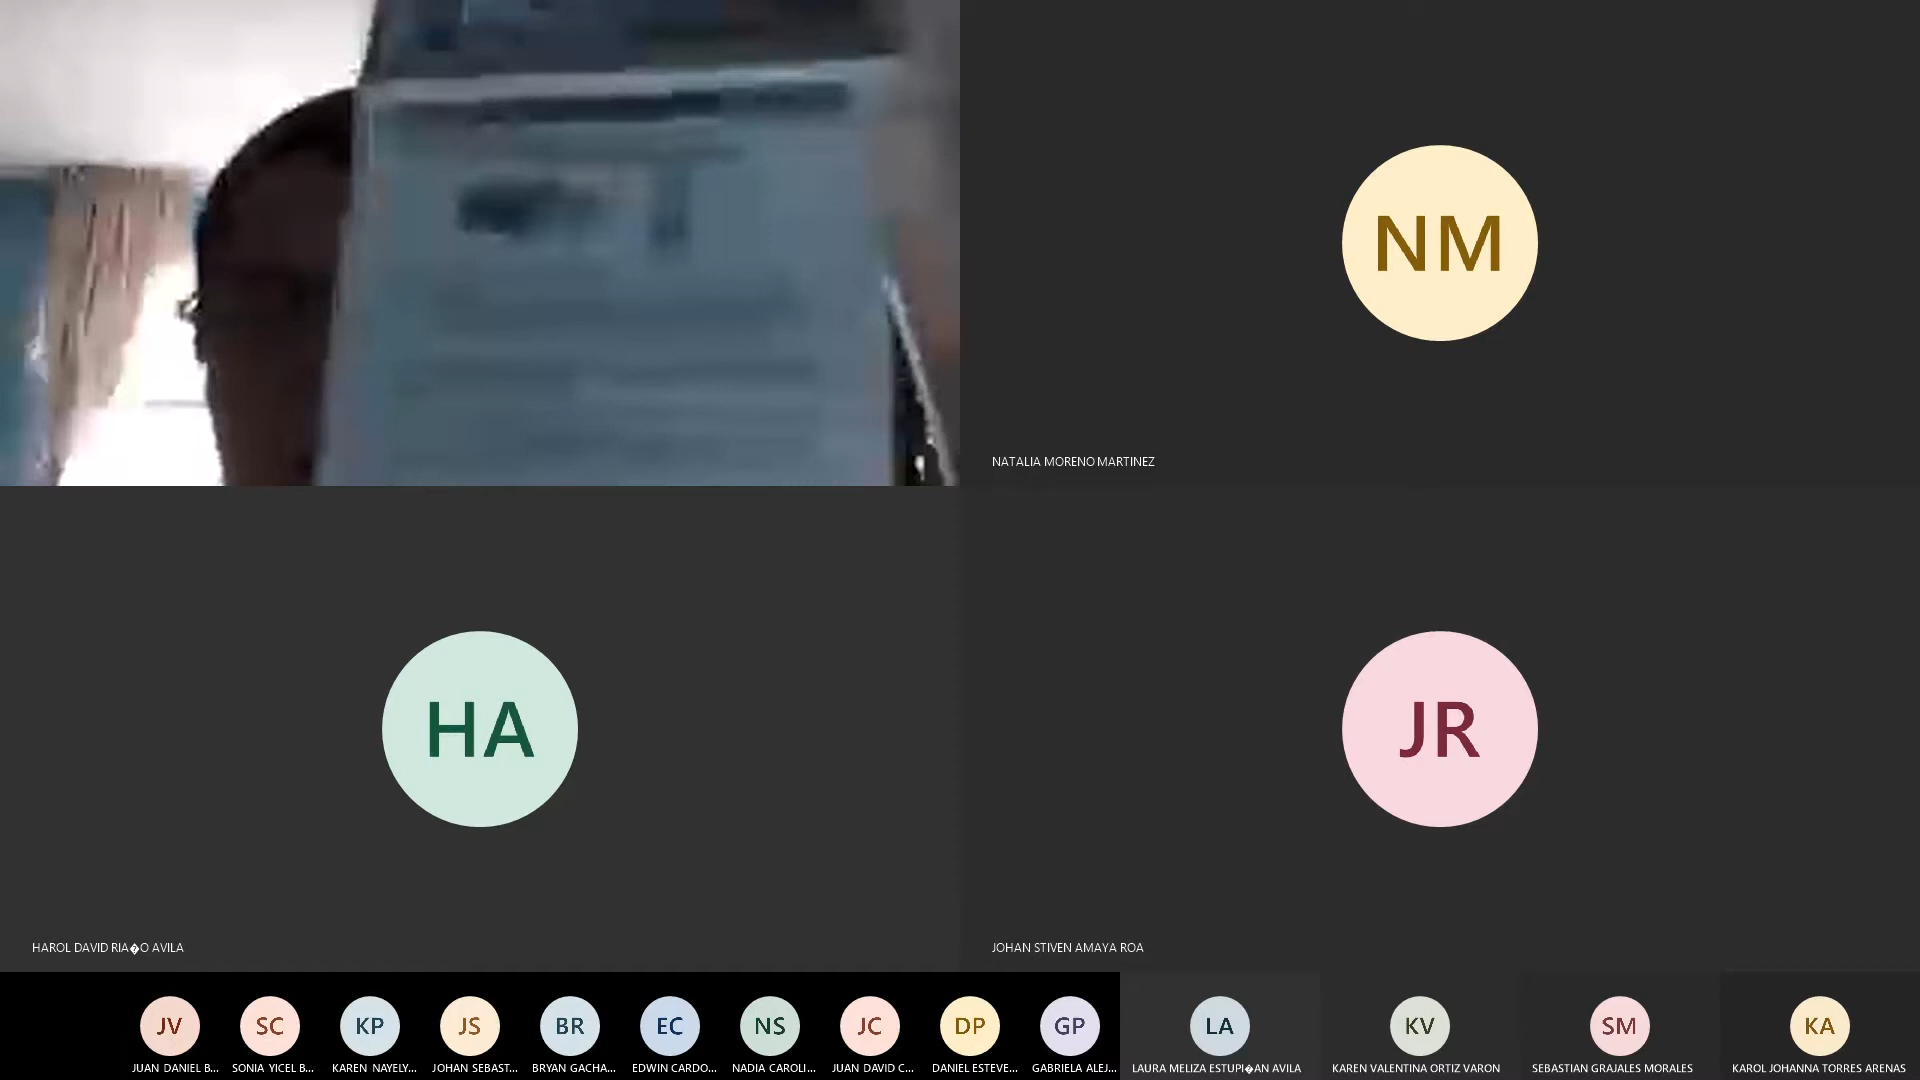 NM
NATALIA MORENO MARTINEZ
HA
JR
HAROL DAVID RIA�O AVILA
JOHAN STIVEN AMAYA ROA
JV
SC
KP
JS
BR
EC
NS
JC
DP
GP
LA
KV
SM
KA
JUAN DANIEL B...
SONIA YICEL B...
KAREN NAYELY...
JOHAN SEBAST...
BRYAN GACHA...
EDWIN CARDO...
NADIA CAROLI...
JUAN DAVID C...
DANIEL ESTEVE...
GABRIELA ALEJ...
LAURA MELIZA ESTUPI�AN AVILA
KAREN VALENTINA ORTIZ VARON
SEBASTIAN GRAJALES MORALES
KAROL JOHANNA TORRES ARENAS